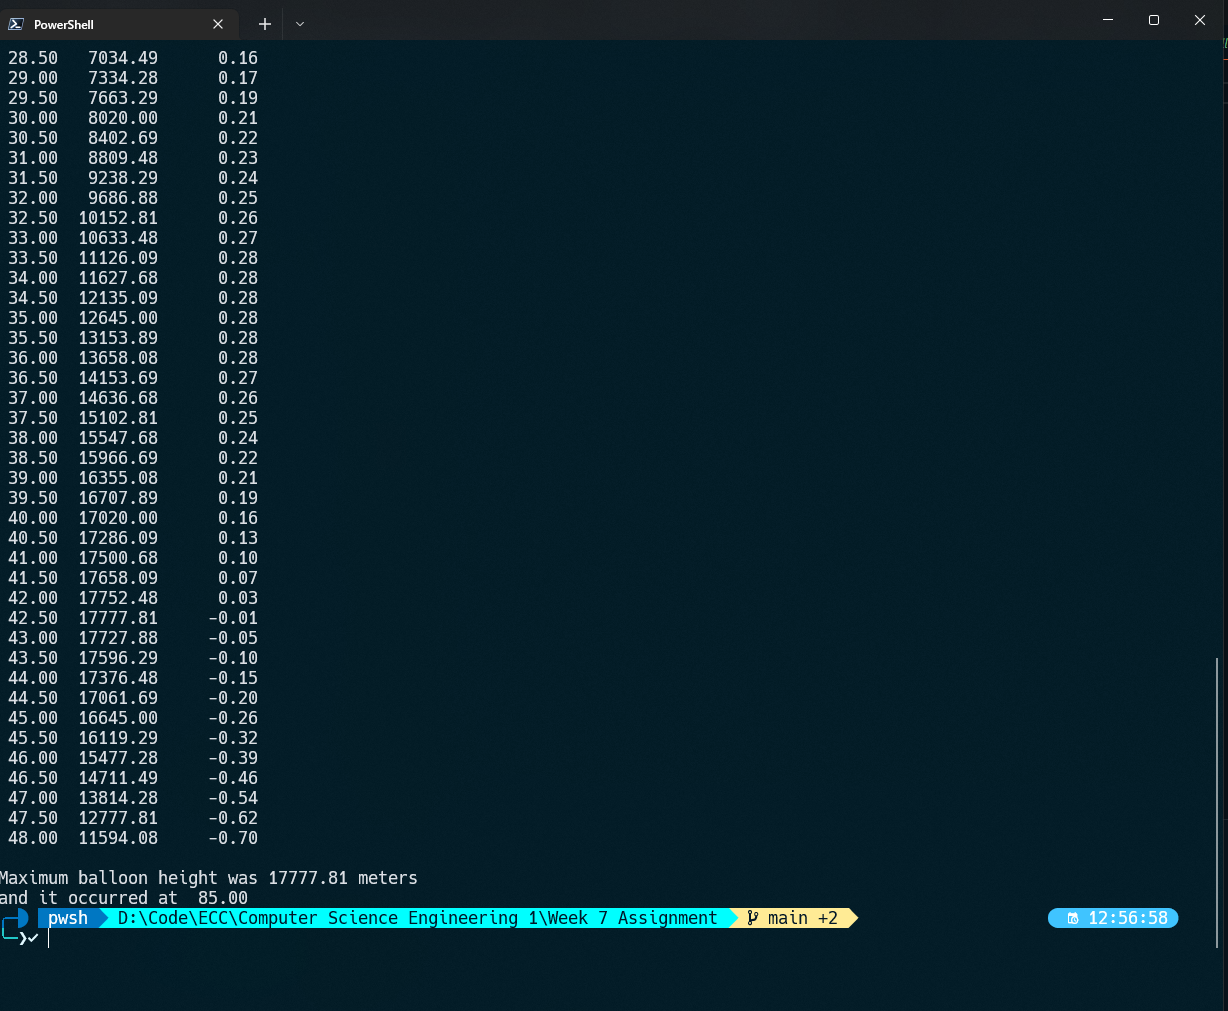 PowerShell
28.50 7034.49 0.16
29.00 7334.28 0.17
29.50 7663.29 0.19
30.00 8020.00 0.21
30.50 8402.69 0.22
31.00 8809.48 0.23
31.50 9238.29 0.24
32.00 9686.88 0.25
32.50 10152.81 0.26
33.00 10633.48 0.27
33.50 11126.09 0.28
34.00 11627.68 0.28
34.50 12135.09 0.28
35.00 12645.00 0.28
35.50 13153.89 0.28
36.00 13658.08 0.28
36.50 14153.69 0.27
37.00 14636.68 0.26
37.50 15102.81 0.25
38.00 15547.68 0.24
38.50 15966.69 0.22
39.00 16355.08 0.21
39.50 16707.89 0.19
40.00 17020.00 0.16
40.50 17286.09 0.13
41.00 17500.68 0.10
41.50 17658.09 0.07
42.00 17752.48 0.03
42.50 17777.81 -0.01
43.00 17727.88 -0.05
43.50 17596.29 -0.10
44.00 17376.48 -0.15
44.50 17061.69 -0.20
45.00 16645.00 -0.26
45.50 16119.29 -0.32
46.00 15477.28 -0.39
46.50 14711.49 -0.46
47.00 13814.28 -0.54
47.50 12777.81 -0.62
48.00 11594.08 -0.70
Maximum balloon height was 17777.81 meters
and it occurred at  85.00
pwsh D:\Code\ECC\Computer Science Engineering 1\Week 7 Assignment main +2 12:56:58